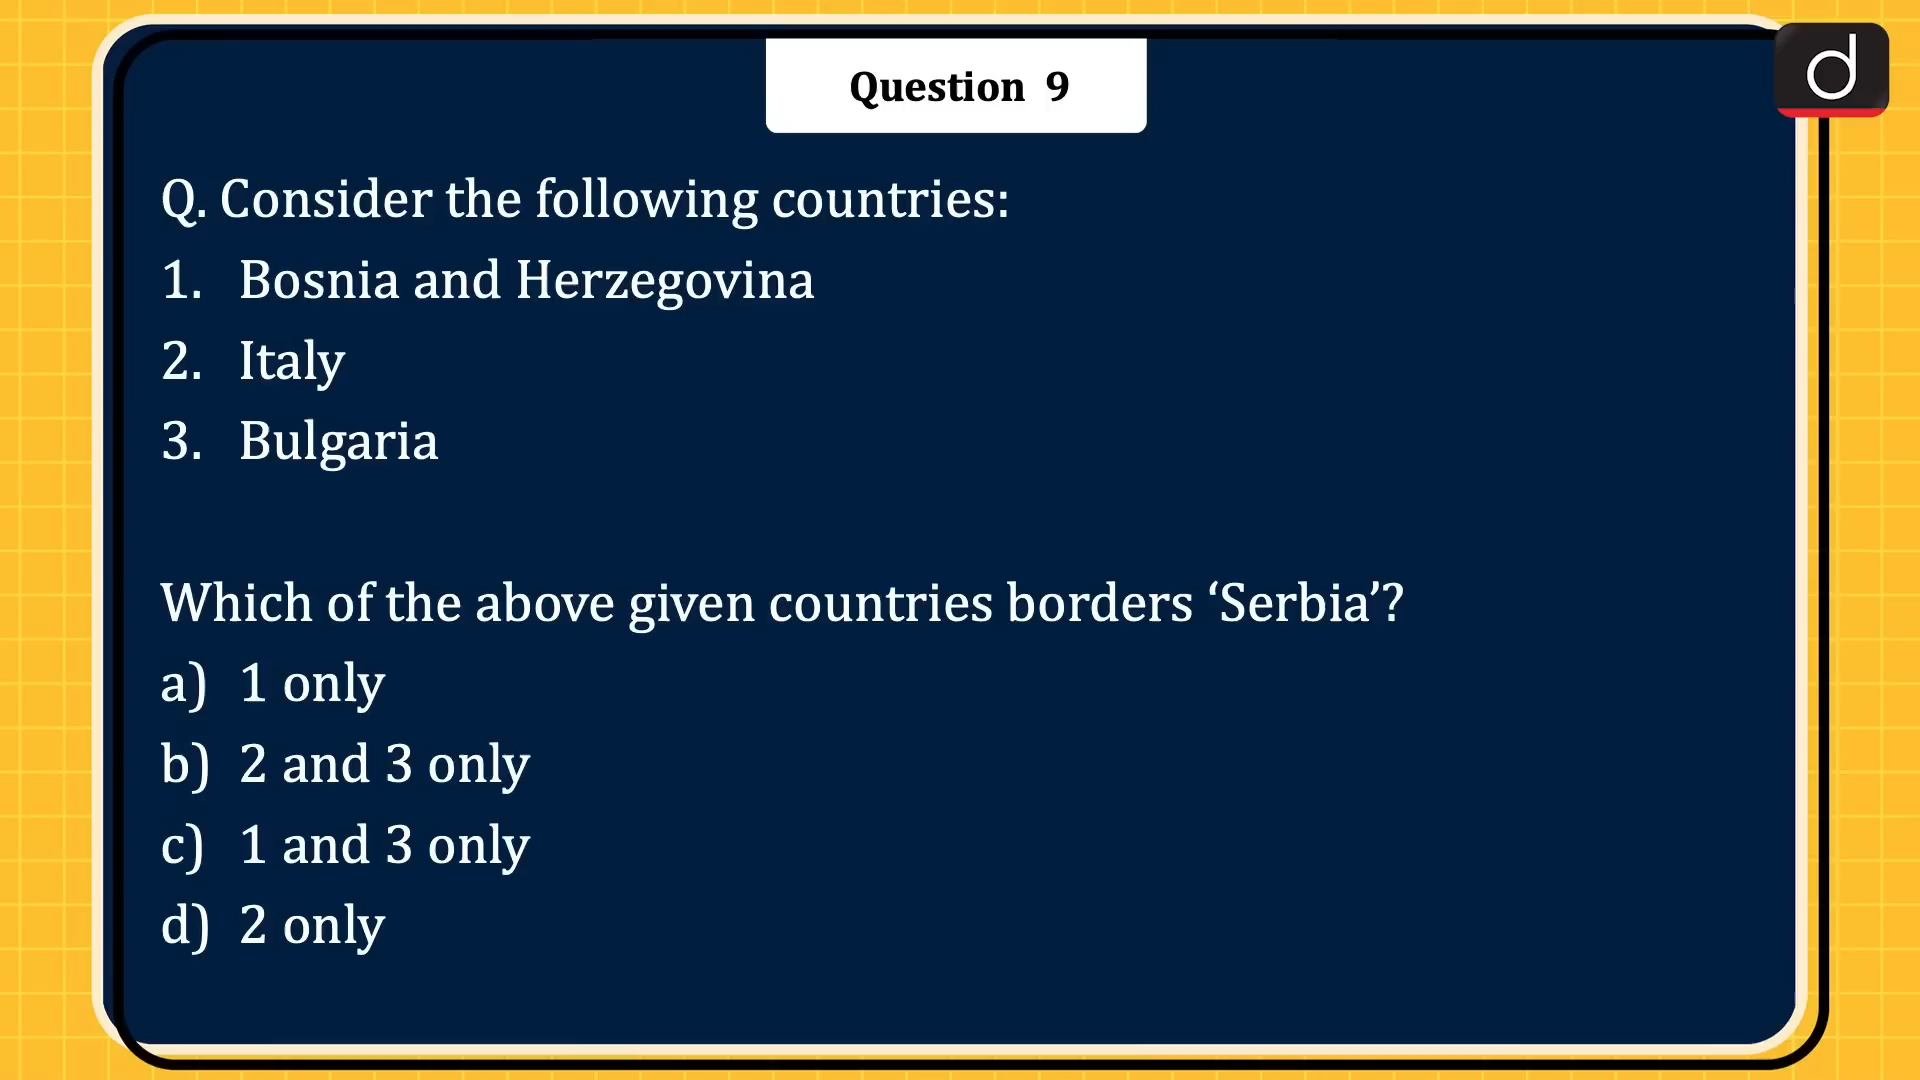 Question 9
d
Q. Consider the following countries:
1. Bosnia and Herzegovina
2. Italy
3. Bulgaria
Which of the above given countries borders ‘Serbia’?
a) 1 only
b) 2 and 3 only
c) 1 and 3 only
d) 2 only